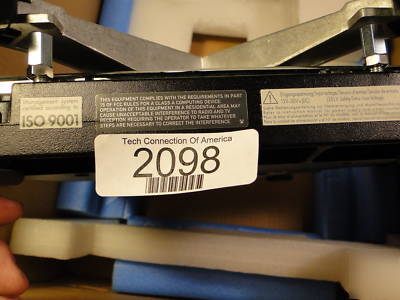 Management System
ISO 9001
THIS EQUIPMENT COMPLIES WITH THE REQUIREMENTS IN PART
15 OF FCC RULES FOR A CLASS A COMPUTING DEVICE.
OPERATION OF THIS EQUIPMENT IN A RESIDENTIAL AREA MAY
CAUSE UNACCEPTABLE INTERFERENCE TO RADIO AND TV
RECEPTION REQUIRING THE OPERATOR TO TAKE WHATEVER
STEPS ARE NECESSARY TO CORRECT THE INTERFERENCE.
Tech Connection Of America
2098